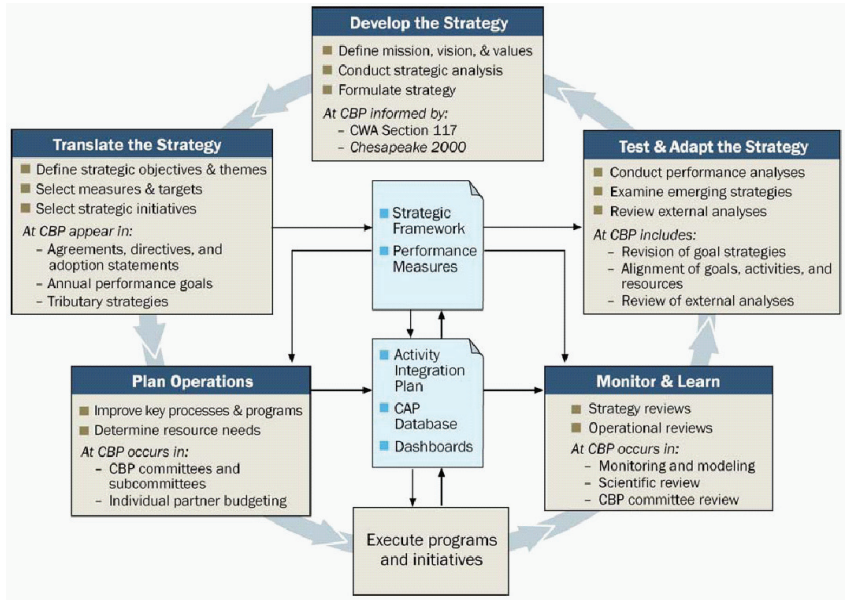 Develop the Strategy
Define mission, vision, & values
Conduct strategic analysis
Formulate strategy
At CBP informed by:
– CWA Section 117
– Chesapeake 2000
Translate the Strategy
Define strategic objectives & themes
Select measures & targets
Select strategic initiatives
At CBP appear in:
– Agreements, directives, and
adoption statements
– Annual performance goals
– Tributary strategies
Strategic
Framework
Performance
Measures
Test & Adapt the Strategy
Conduct performance analyses
Examine emerging strategies
Review external analyses
At CBP includes:
– Revision of goal strategies
– Alignment of goals, activities, and
resources
– Review of external analyses
Plan Operations
Improve key processes & programs
Determine resource needs
At CBP occurs in:
– CBP committees and
subcommittees
– Individual partner budgeting
Activity
Integration
Plan
CAP
Database
Dashboards
Monitor & Learn
Strategy reviews
Operational reviews
At CBP occurs in:
– Monitoring and modeling
– Scientific review
– CBP committee review
Execute programs
and initiatives